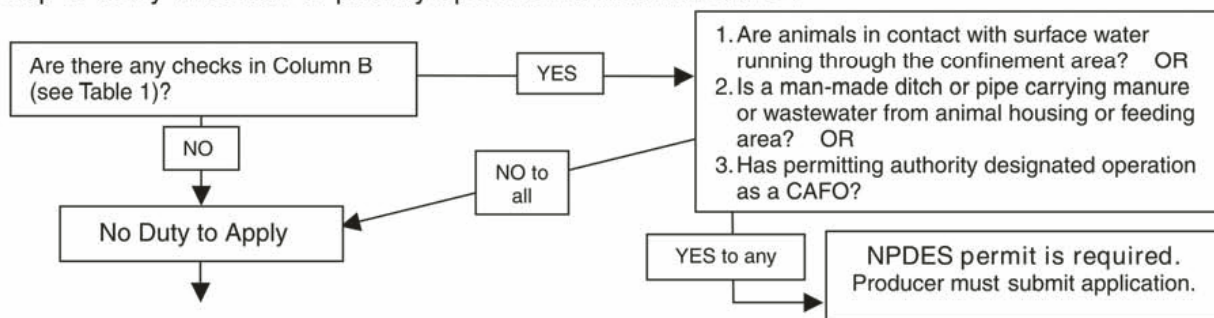 Are there any checks in Column B
(see Table 1)?
YES
1. Are animals in contact with surface water
running through the confinement area? OR
2. Is a man-made ditch or pipe carrying manure
or wastewater from animal housing or feeding
area? OR
3. Has permitting authority designated operation
as a CAFO?
NO
NO to
all
No Duty to Apply
YES to any
NPDES permit is required.
Producer must submit application.